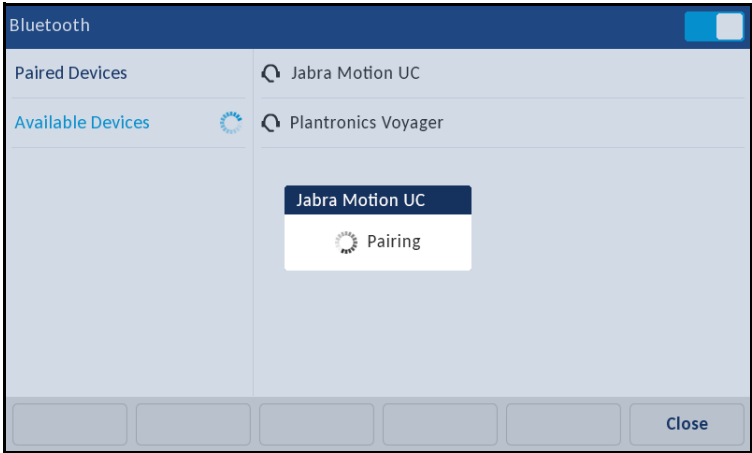 Bluetooth
Paired Devices
Jabra Motion UC
Available Devices
Plantronics Voyager
Jabra Motion UC
Pairing
Close